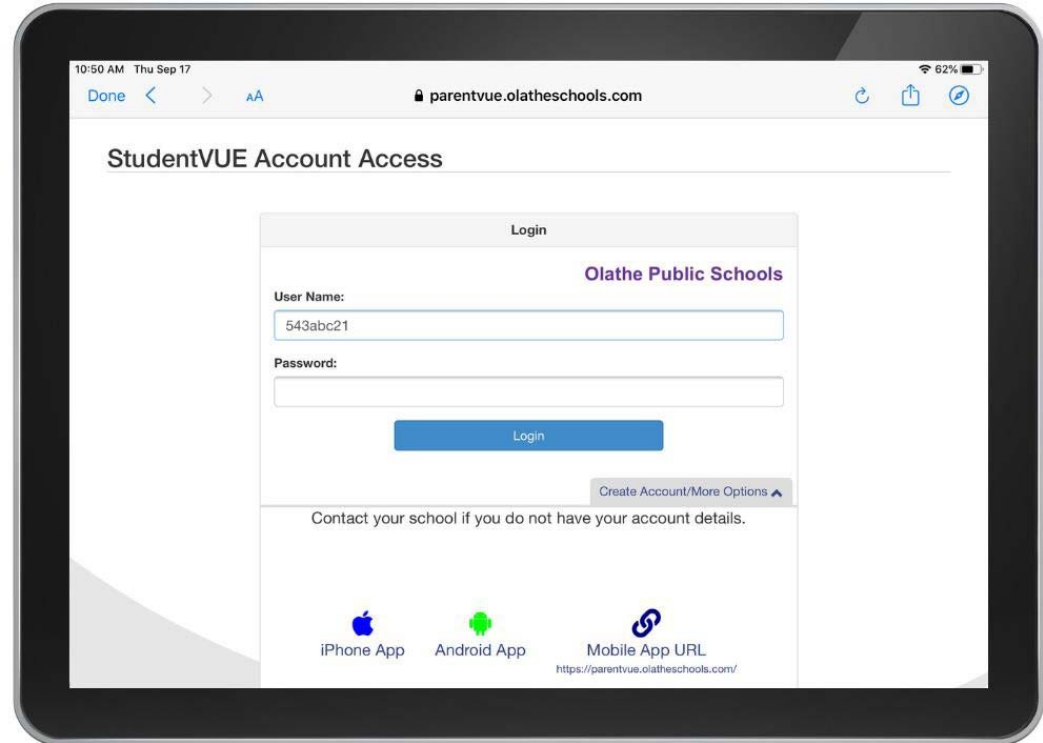 10:50 AM Thu Sep 17
62%
Done
AA
parentvue.olatheschools.com
StudentVUE Account Access
Login
Olathe Public Schools
User Name:
543abc21
Password:
Login
Create Account/More Options
Contact your school if you do not have your account details.
iPhone App
Android App
Mobile App URL
https://parentvue.olatheschools.com/